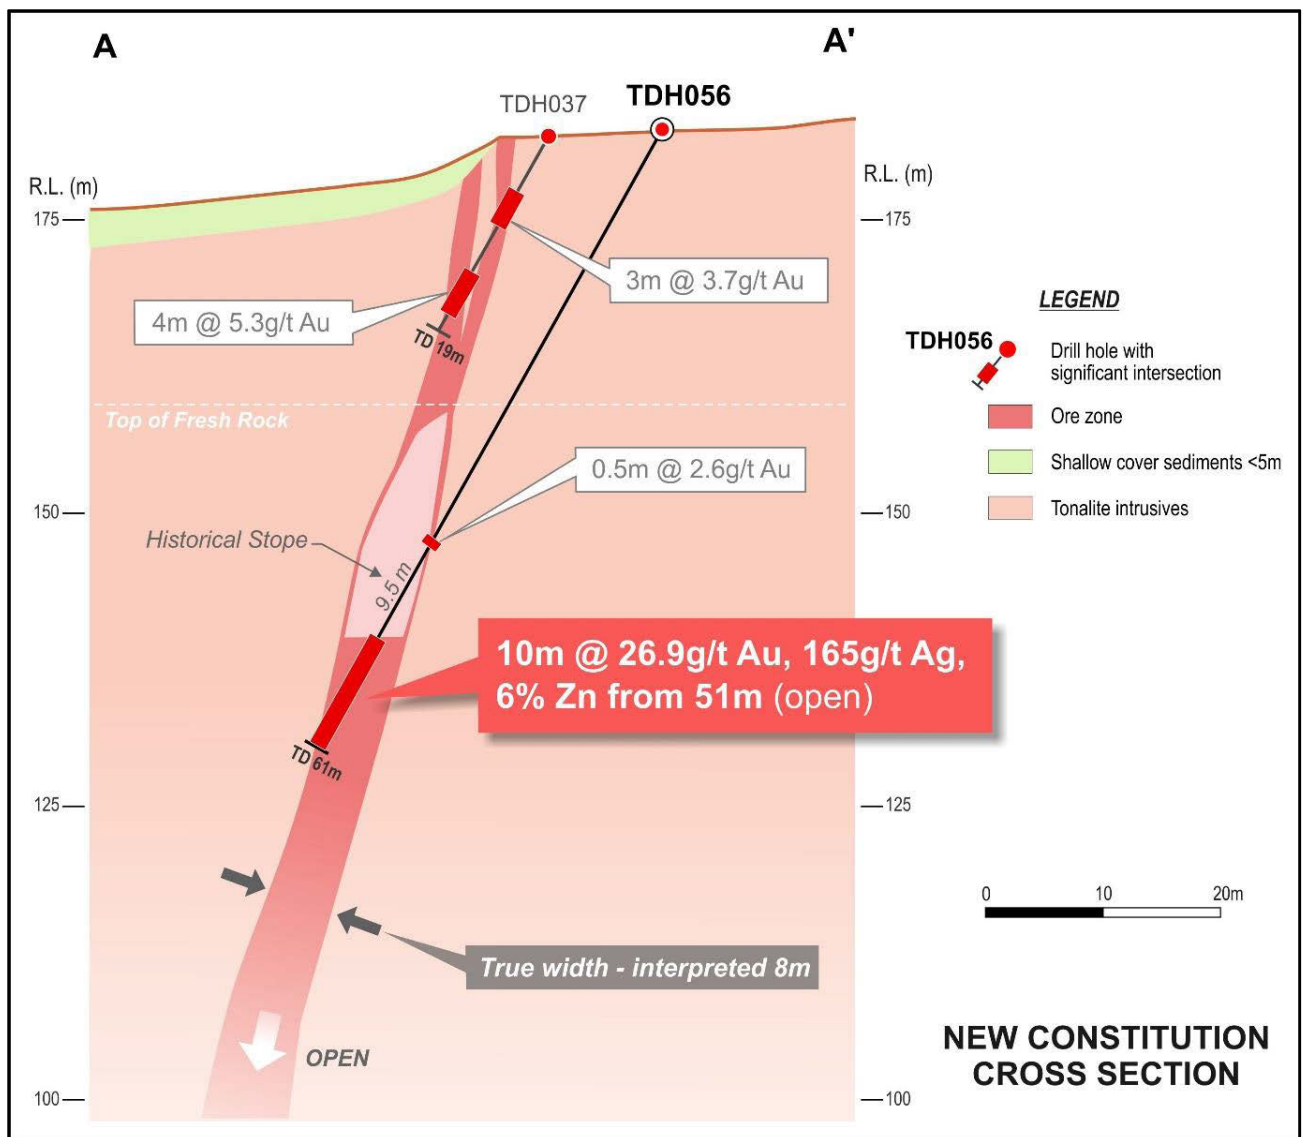 A
A'
TDH037
TDH056
R.L. (m)
R.L. (m)
175
175
3m @ 3.7g/t Au
4m @ 5.3g/t Au
TD 19m
LEGEND
TDH056
Drill hole with
significant intersection
Ore zone
Shallow cover sediments <5m
Tonalite intrusives
Top of Fresh Rock
0.5m @ 2.6g/t Au
150
150
Historical Stope
9.5 m
10m @ 26.9g/t Au, 165g/t Ag,
6% Zn from 51m (open)
TD 61m
125
125
0 10 20m
True width - interpreted 8m
OPEN
NEW CONSTITUTION
CROSS SECTION
100
100